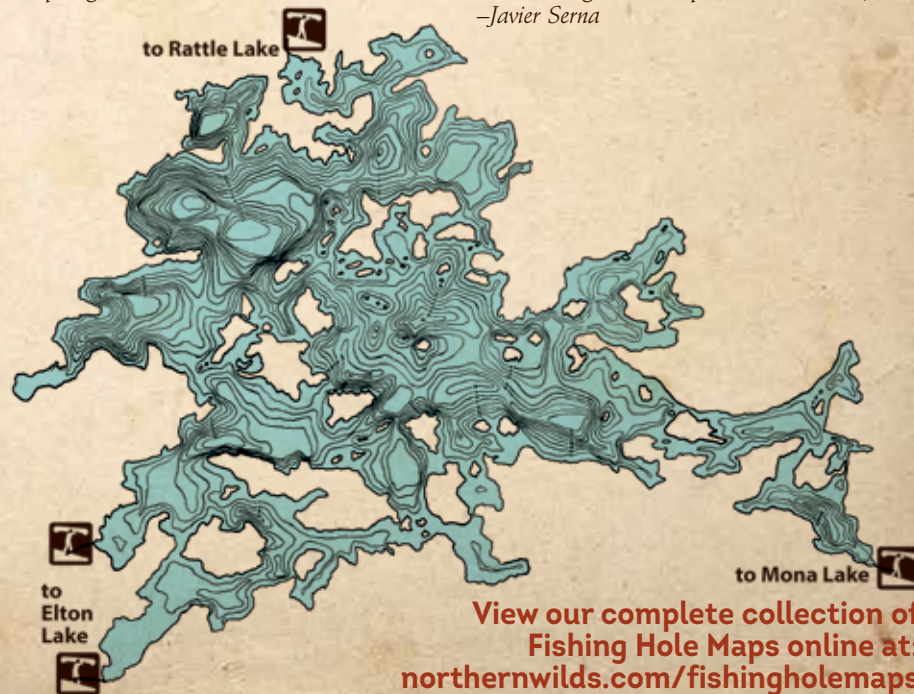 –Javier Serna
to Rattle Lake
to
Elton
Lake
to Mona Lake
View our complete collection of
Fishing Hole Maps online at:
northernwilds.com/fishingholemaps